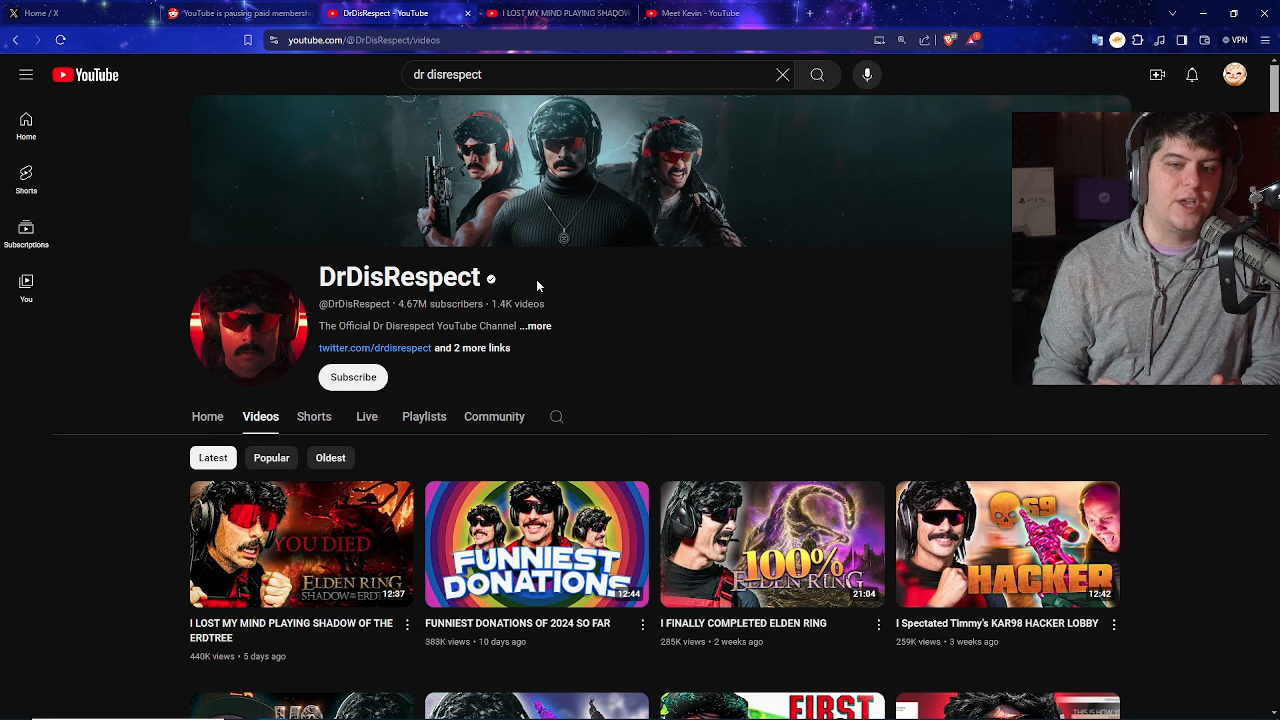 Home / X
YouTube is pausing paid membersh
DrDisRespect - YouTube
I LOST MY MIND PLAYING SHADOW
Meet Kevin - YouTube
youtube.com/@DrDisRespect/videos
VPN
YouTube
dr disrespect
Home
Shorts
Subscriptions
You
DrDisRespect
@DrDisRespect · 4.67M subscribers · 1.4K videos
The Official Dr Disrespect YouTube Channel ...more
twitter.com/drdisrespect and 2 more links
Subscribe
Home Videos Shorts Live Playlists Community
Latest Popular Oldest
YOU DIED
ELDEN RING
12:37
FUNNIEST
DONATIONS
12:44
100%
ELDEN RING
21:04
69
HACKER
12:42
I LOST MY MIND PLAYING SHADOW OF THE
ERDTREE
440K views · 5 days ago
FUNNIEST DONATIONS OF 2024 SO FAR
383K views · 10 days ago
I FINALLY COMPLETED ELDEN RING
285K views · 2 weeks ago
I Spectated TImmy's KAR98 HACKER LOBBY
259K views · 3 weeks ago
FIRST